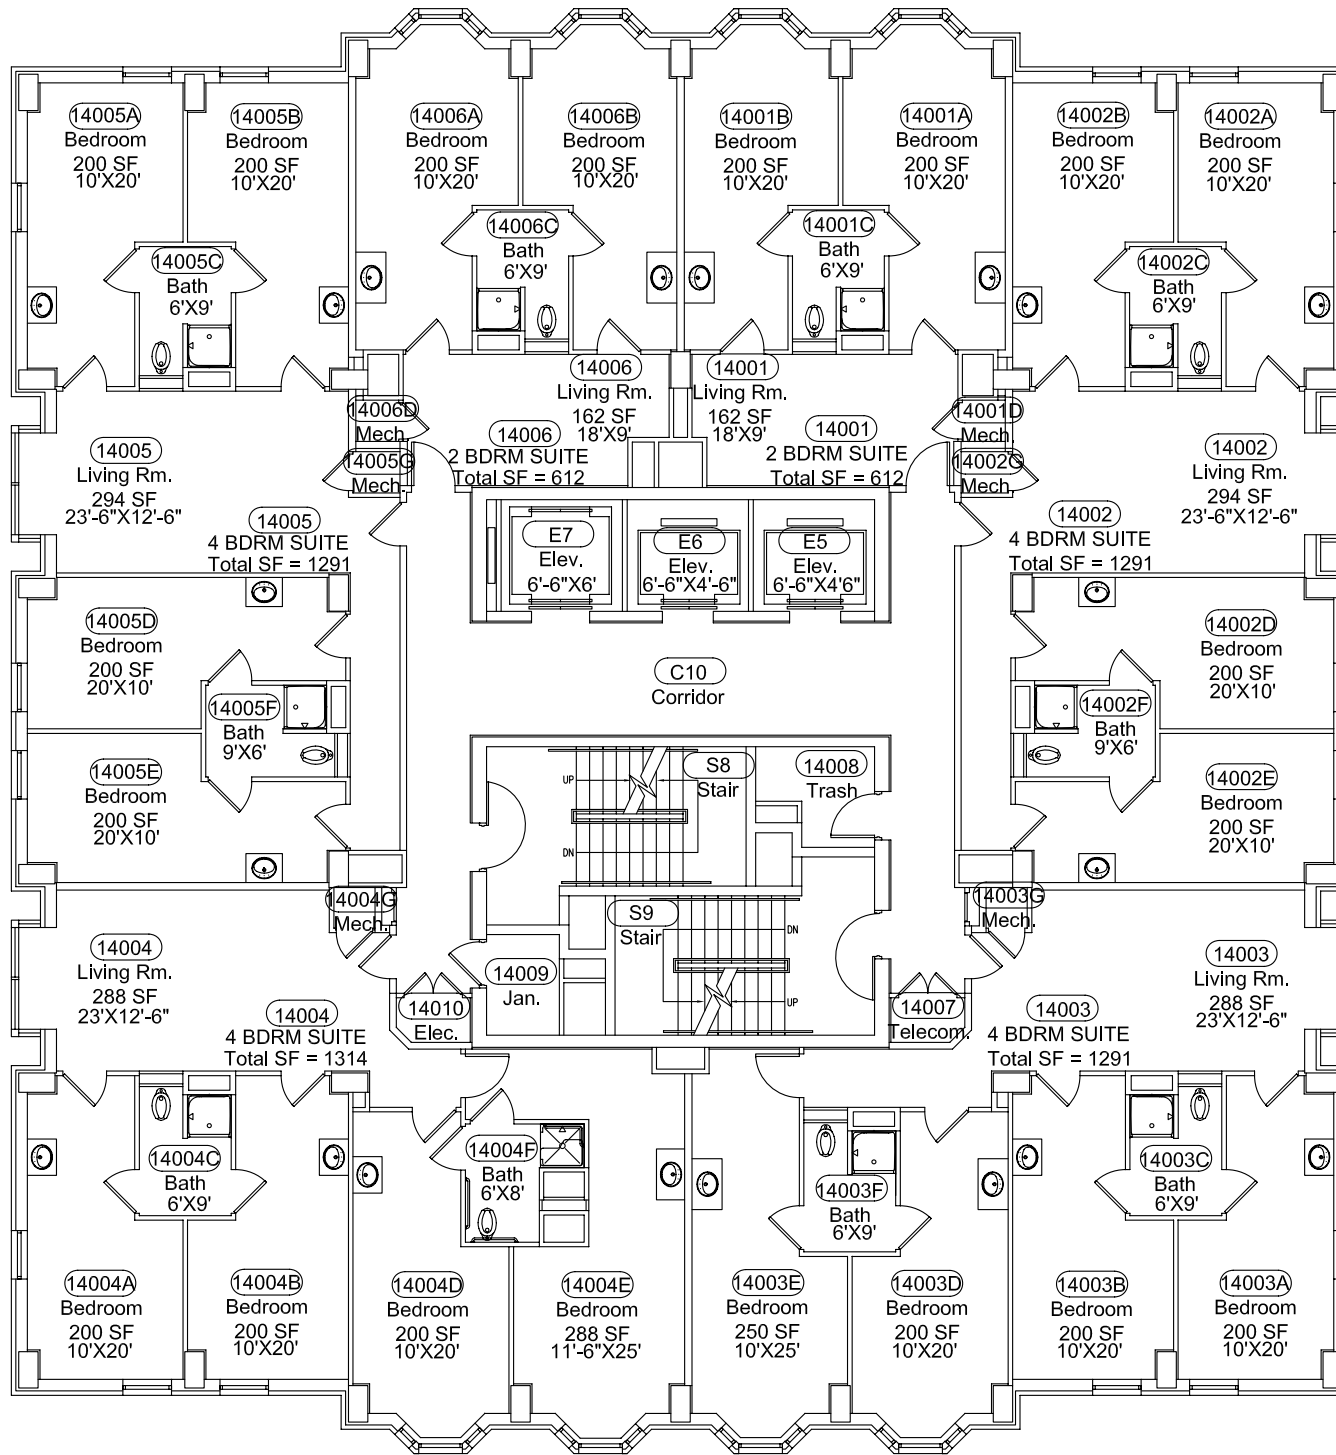 14005A
Bedroom
200 SF
10'X20'
14005B
Bedroom
200 SF
10'X20'
14006A
Bedroom
200 SF
10'X20'
14006B
Bedroom
200 SF
10'X20'
14001B
Bedroom
200 SF
10'X20'
14001A
Bedroom
200 SF
10'X20'
14002B
Bedroom
200 SF
10'X20'
14002A
Bedroom
200 SF
10'X20'
14005C
Bath
6'X9'
14006C
Bath
6'X9'
14001C
Bath
6'X9'
14002C
Bath
6'X9'
14006
Living Rm.
162 SF
18'X9'
14001
Living Rm.
162 SF
18'X9'
14006D
Mech.
14005G
Mech.
14006
2 BDRM SUITE
Total SF = 612
14001
2 BDRM SUITE
Total SF = 612
14001D
Mech.
14002G
Mech.
14005
Living Rm.
294 SF
23'-6"X12'-6"
14005
4 BDRM SUITE
Total SF = 1291
14002
Living Rm.
294 SF
23'-6"X12'-6"
14002
4 BDRM SUITE
Total SF = 1291
E7
Elev.
6'-6"X6'
E6
Elev.
6'-6"X4'-6"
E5
Elev.
6'-6"X4'6"
14005D
Bedroom
200 SF
20'X10'
14005F
Bath
9'X6'
C10
Corridor
14002D
Bedroom
200 SF
20'X10'
14002F
Bath
9'X6'
14005E
Bedroom
200 SF
20'X10'
UP
DN
S8
Stair
14008
Trash
14002E
Bedroom
200 SF
20'X10'
14004G
Mech.
S9
Stair
DN
UP
14003G
Mech.
14004
Living Rm.
288 SF
23'X12'-6"
14004
4 BDRM SUITE
Total SF = 1314
14010
Elec.
14009
Jan.
14007
Telecom.
14003
4 BDRM SUITE
Total SF = 1291
14003
Living Rm.
288 SF
23'X12'-6"
14004C
Bath
6'X9'
14004F
Bath
6'X8'
14003F
Bath
6'X9'
14003C
Bath
6'X9'
14004A
Bedroom
200 SF
10'X20'
14004B
Bedroom
200 SF
10'X20'
14004D
Bedroom
200 SF
10'X20'
14004E
Bedroom
288 SF
11'-6"X25'
14003E
Bedroom
250 SF
10'X25'
14003D
Bedroom
200 SF
10'X20'
14003B
Bedroom
200 SF
10'X20'
14003A
Bedroom
200 SF
10'X20'